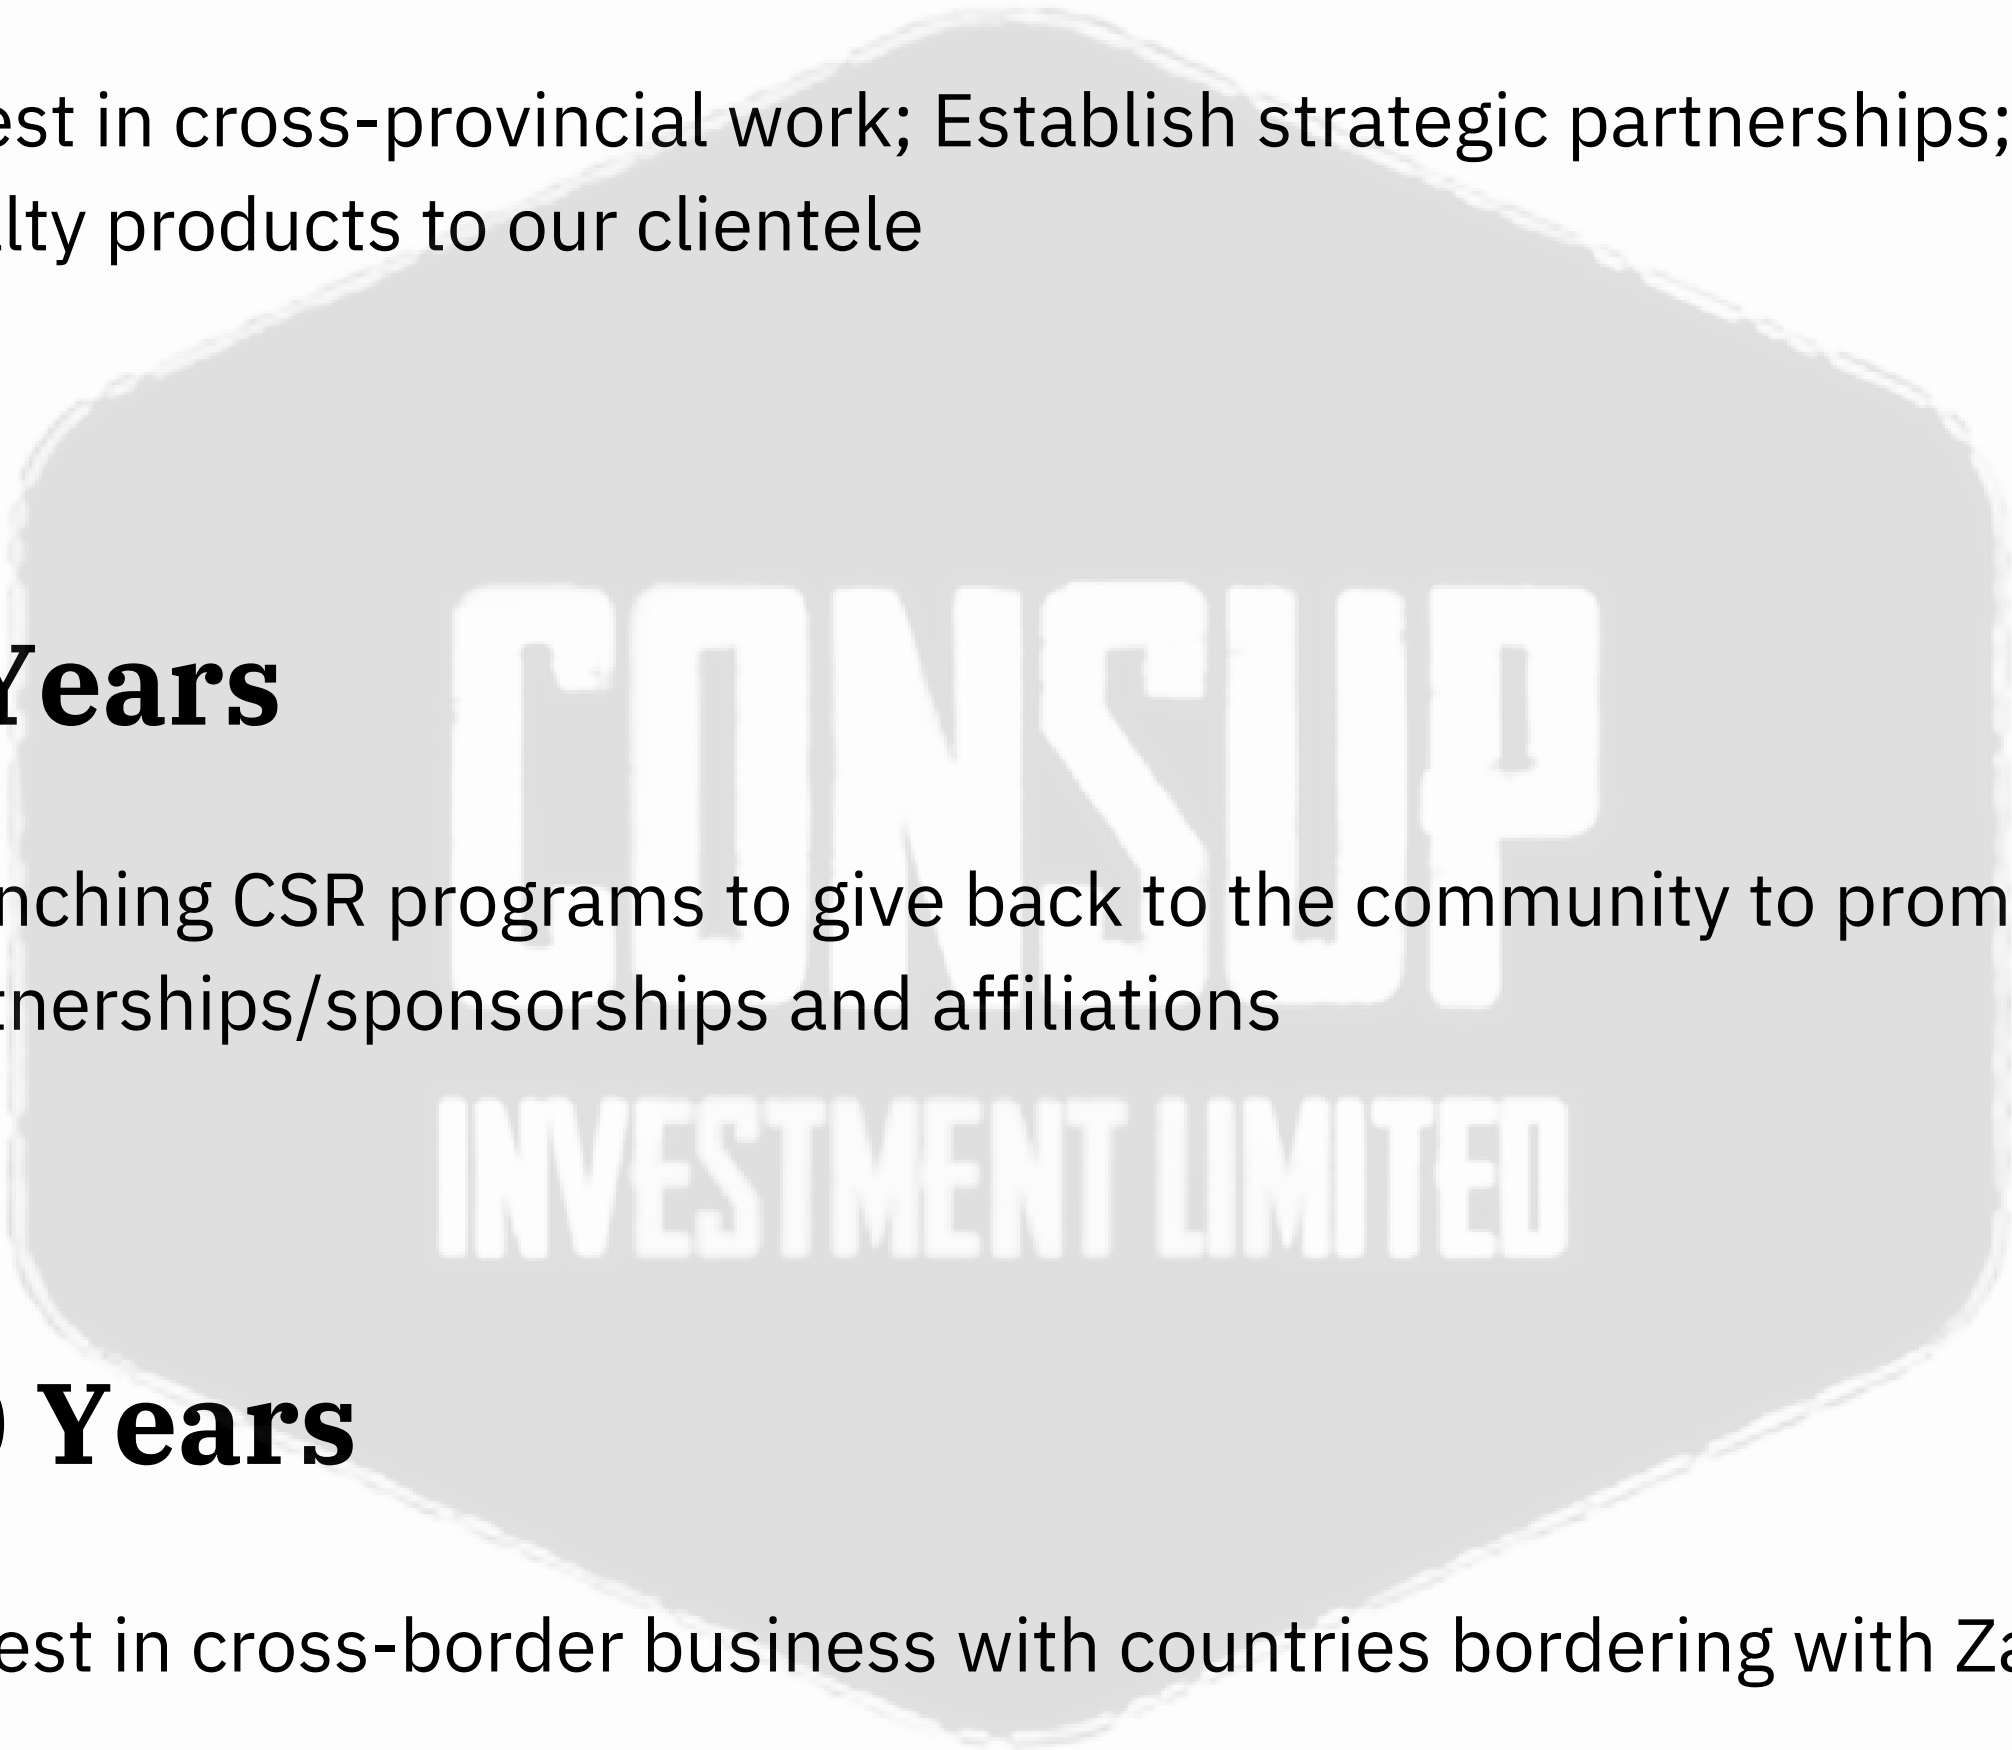 est in cross-provincial work; Establish strategic partnerships;
lty products to our clientele
CONSUP
Years
nching CSR programs to give back to the community to prom
tnerships/sponsorships and affiliations
INVESTMENT LIMITED
Years
est in cross-border business with countries bordering with Za